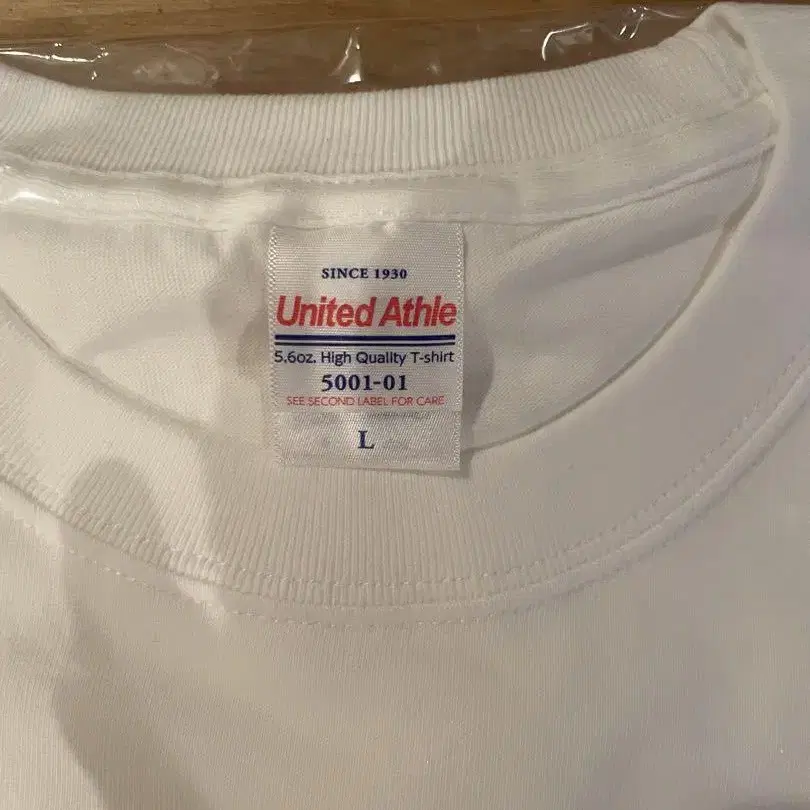 SINCE 1930
United Athle
5.6oz. High Quality T-shirt
5001-01
SEE SECOND LABEL FOR CARE
L